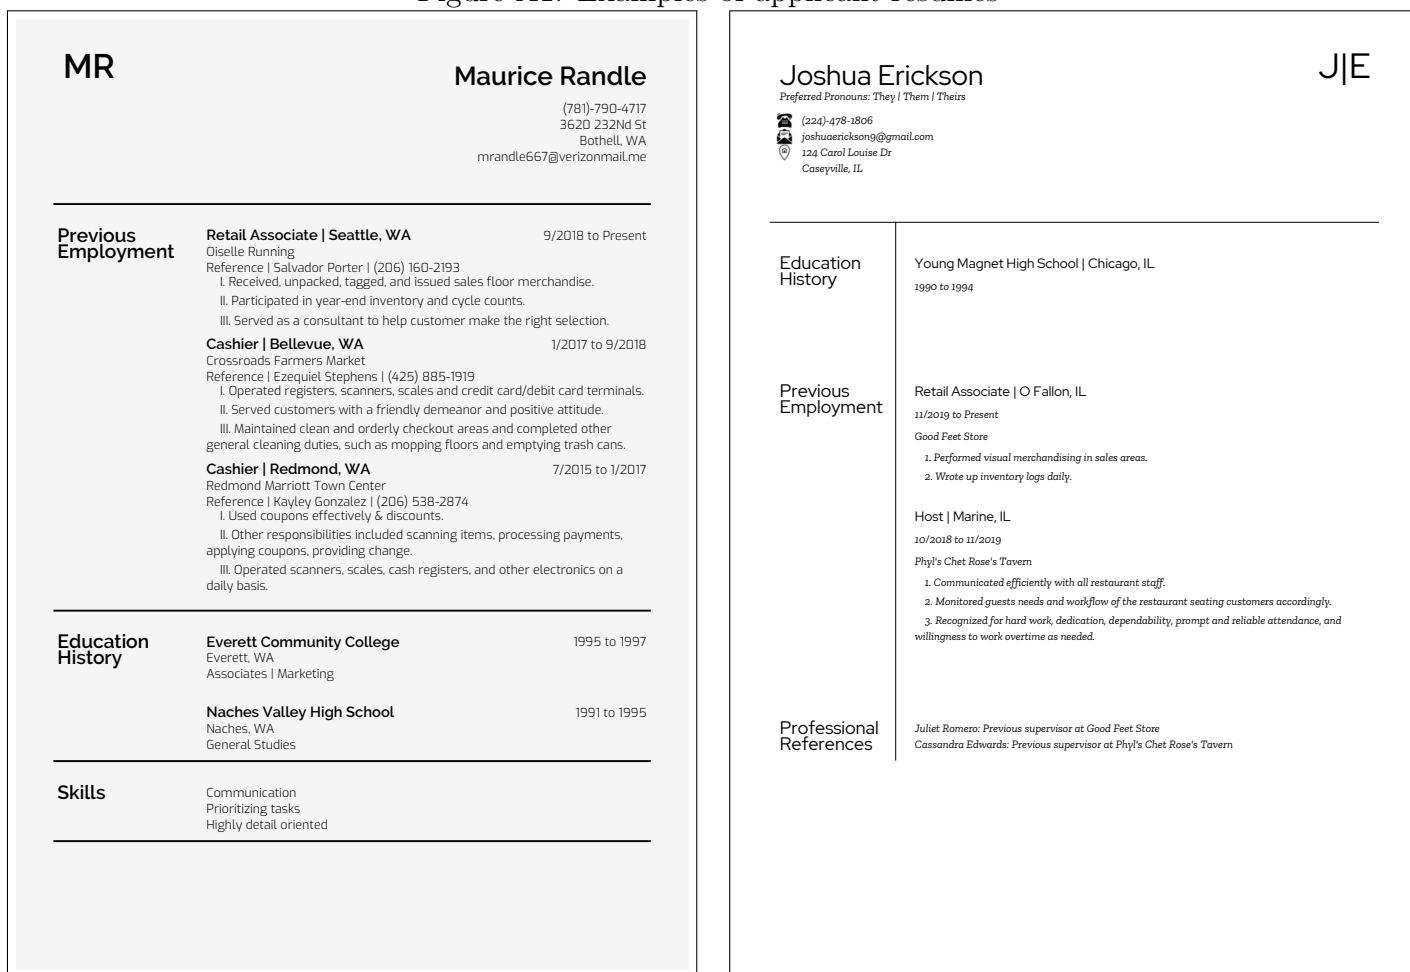 Figure A1: Examples of applicant resumes
MR
Maurice Randle
(781)-790-4717
3620 232Nd St
Bothell, WA
mrandle667@verizonmail.me
Previous
Employment
Retail Associate | Seattle, WA
9/2018 to Present
Oiselle Running
Reference | Salvador Porter | (206) 160-2193
I. Received, unpacked, tagged, and issued sales floor merchandise.
II. Participated in year-end inventory and cycle counts.
III. Served as a consultant to help customer make the right selection.
Cashier | Bellevue, WA
1/2017 to 9/2018
Crossroads Farmers Market
Reference | Ezequiel Stephens | (425) 885-1919
I. Operated registers, scanners, scales and credit card/debit card terminals.
II. Served customers with a friendly demeanor and positive attitude.
III. Maintained clean and orderly checkout areas and completed other
general cleaning duties, such as mopping floors and emptying trash cans.
Cashier | Redmond, WA
7/2015 to 1/2017
Redmond Marriott Town Center
Reference | Kayley Gonzalez | (206) 538-2874
I. Used coupons effectively & discounts.
II. Other responsibilities included scanning items, processing payments,
applying coupons, providing change.
III. Operated scanners, scales, cash registers, and other electronics on a
daily basis.
Education
History
Everett Community College
1995 to 1997
Everett, WA
Associates | Marketing
Naches Valley High School
1991 to 1995
Naches, WA
General Studies
Skills
Communication
Prioritizing tasks
Highly detail oriented
Joshua Erickson
J|E
Preferred Pronouns: They | Them | Theirs
(224)-478-1806
joshuaerickson9@gmail.com
124 Carol Louise Dr
Caseyville, IL
Education
History
Young Magnet High School | Chicago, IL
1990 to 1994
Previous
Employment
Retail Associate | O Fallon, IL
11/2019 to Present
Good Feet Store
1. Performed visual merchandising in sales areas.
2. Wrote up inventory logs daily.
Host | Marine, IL
10/2018 to 11/2019
Phyl's Chet Rose's Tavern
1. Communicated efficiently with all restaurant staff.
2. Monitored guests needs and workflow of the restaurant seating customers accordingly.
3. Recognized for hard work, dedication, dependability, prompt and reliable attendance, and
willingness to work overtime as needed.
Professional
References
Juliet Romero: Previous supervisor at Good Feet Store
Cassandra Edwards: Previous supervisor at Phyl's Chet Rose's Tavern